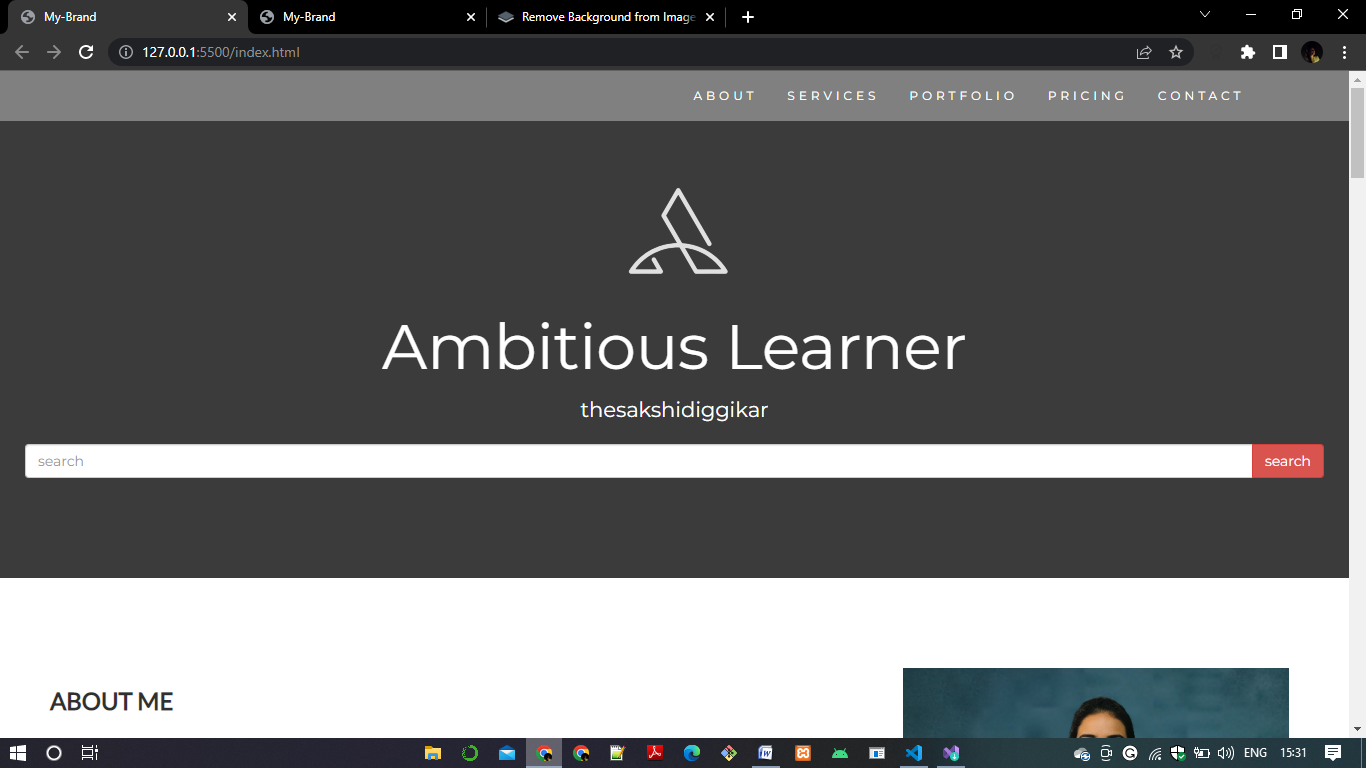 My-Brand
My-Brand
Remove Background from Image
127.0.0.1:5500/index.html
ABOUT SERVICES PORTFOLIO PRICING CONTACT
Ambitious Learner
thesakshidiggikar
search search
ABOUT ME
ENG 15:31